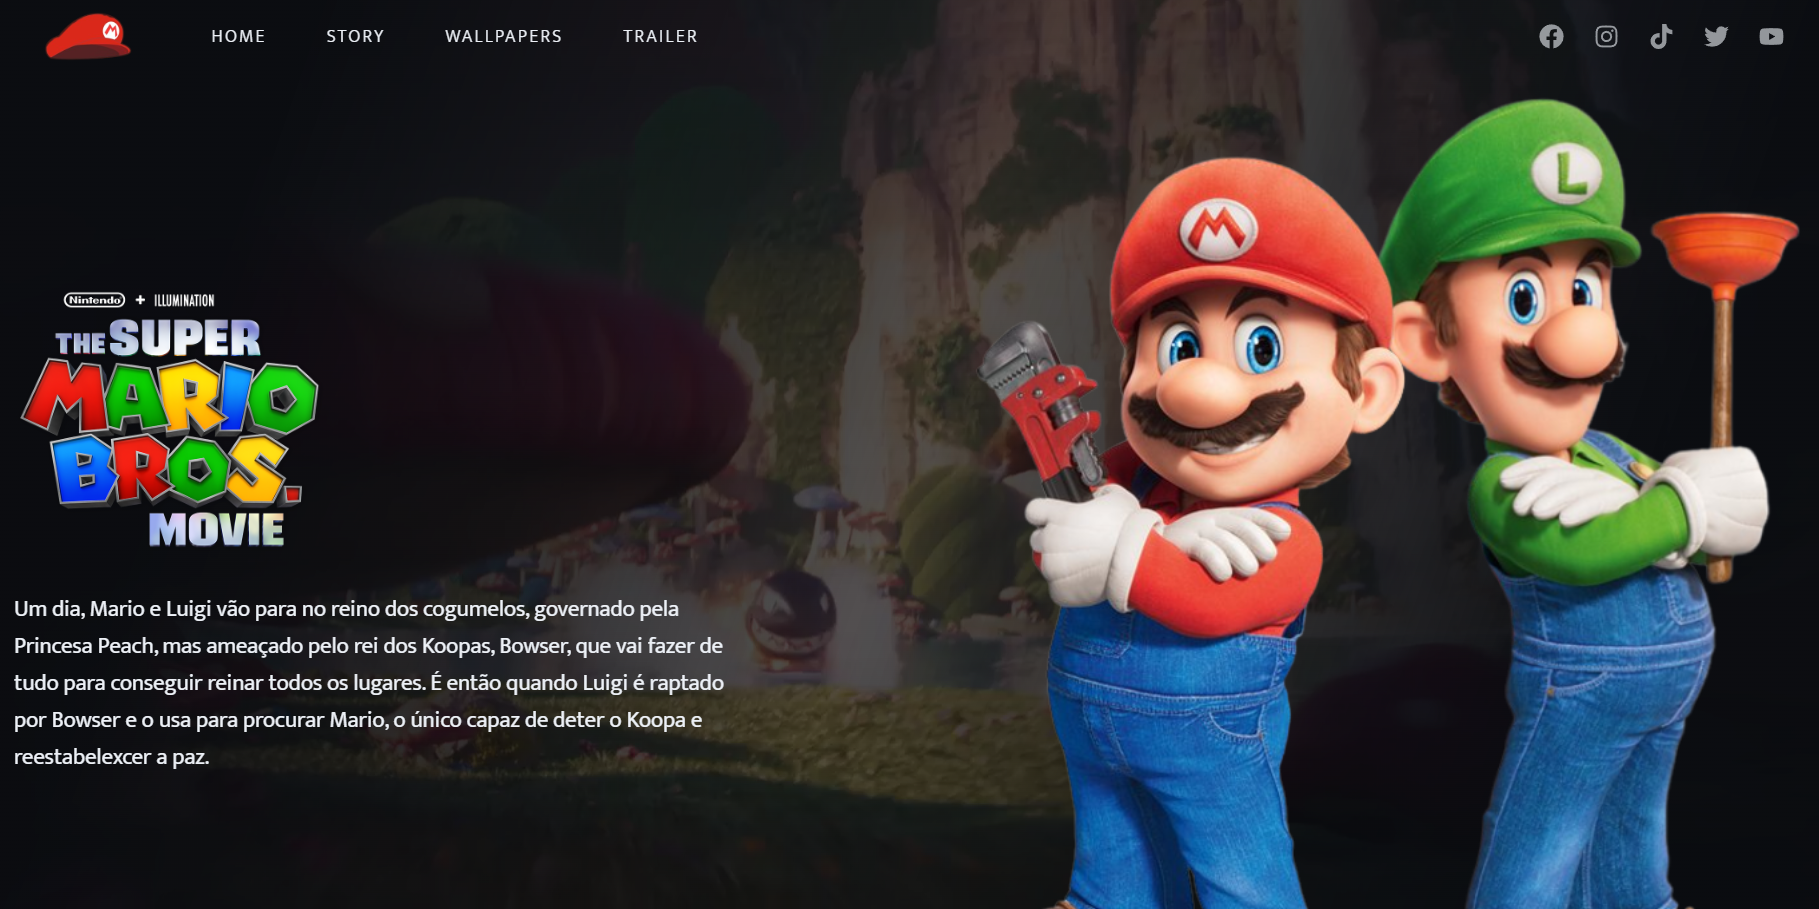 HOME STORY WALLPAPERS TRAILER
M
L
M
Nintendo + ILLUMINATION
THE SUPER
MARIO
BROS.
MOVIE
Um dia, Mario e Luigi vão para no reino dos cogumelos, governado pela
Princesa Peach, mas ameaçado pelo rei dos Koopas, Bowser, que vai fazer de
tudo para conseguir reinar todos os lugares. É então quando Luigi é raptado
por Bowser e o usa para procurar Mario, o único capaz de deter o Koopa e
reestabelexcer a paz.